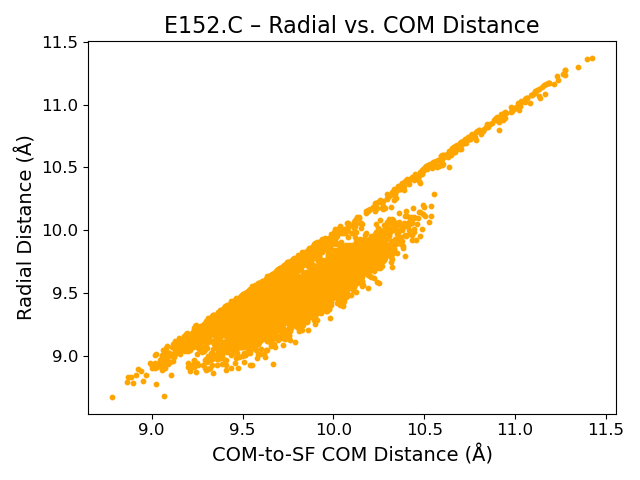 E152.C – Radial vs. COM Distance
11.5
11.0
10.5
10.0
9.5
9.0
Radial Distance (Å)
9.0 9.5 10.0 10.5 11.0 11.5
COM-to-SF COM Distance (Å)